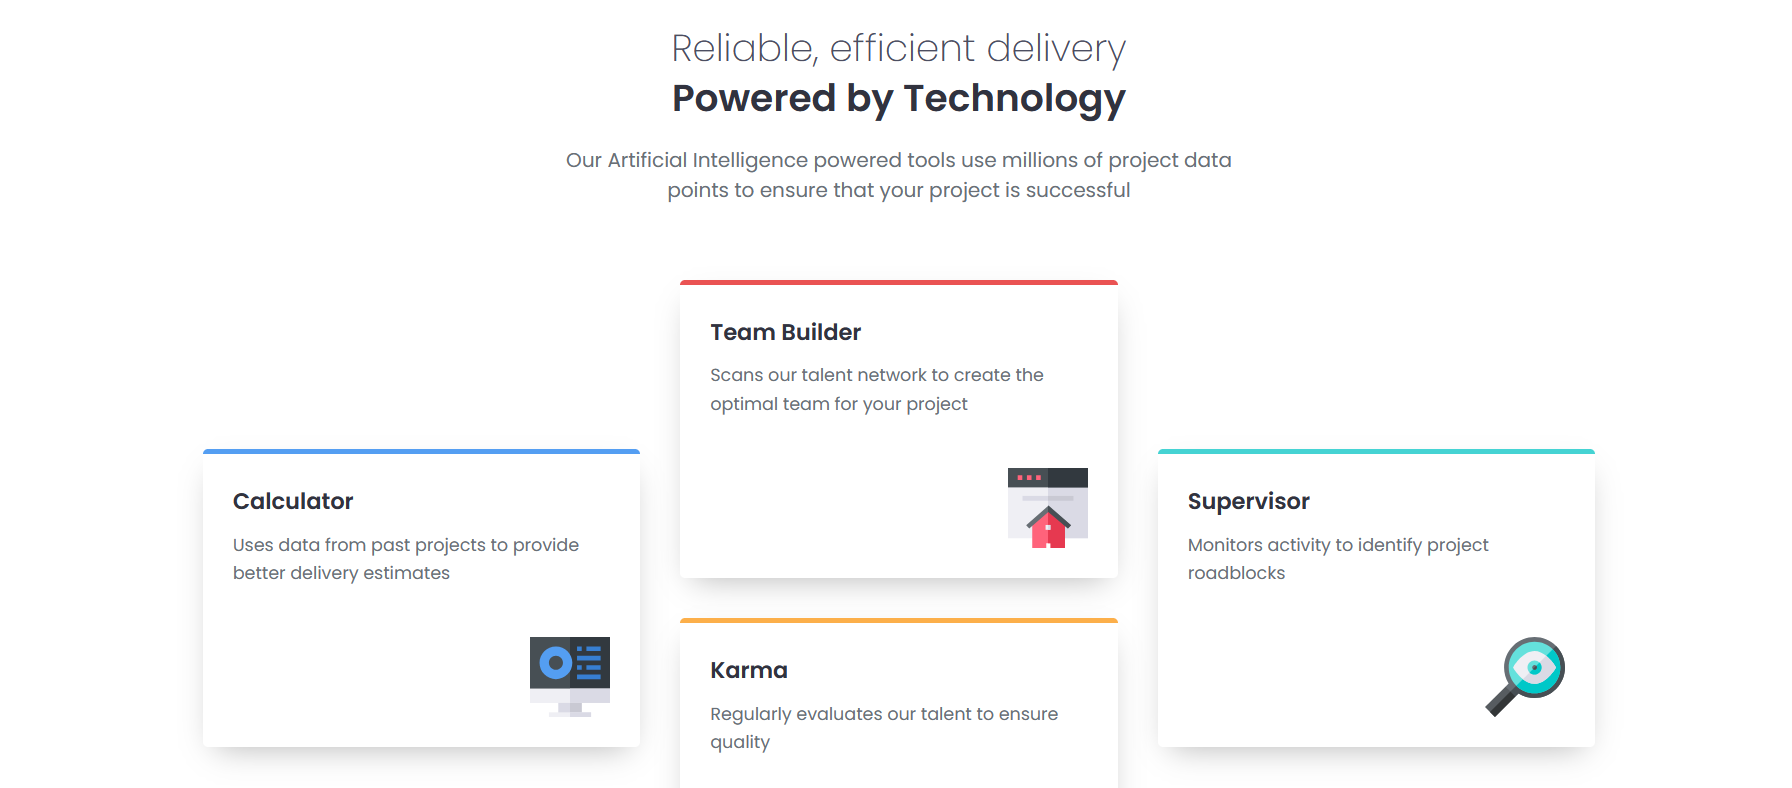 Reliable, efficient delivery
Powered by Technology
Our Artificial Intelligence powered tools use millions of project data
points to ensure that your project is successful
Team Builder
Scans our talent network to create the
optimal team for your project
Calculator
Uses data from past projects to provide
better delivery estimates
Supervisor
Monitors activity to identify project
roadblocks
Karma
Regularly evaluates our talent to ensure
quality